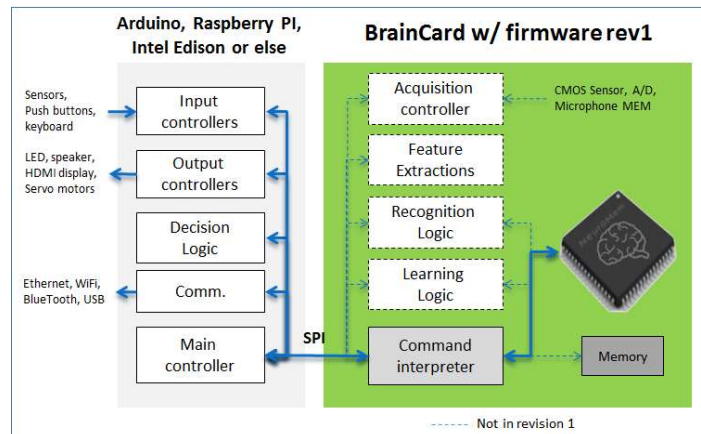 Arduino, Raspberry PI,
Intel Edison or else
BrainCard w/ firmware rev1
Sensors,
Push buttons,
keyboard
Input
controllers
LED, speaker,
HDMI display,
Servo motors
Output
controllers
Decision
Logic
Ethernet, WiFi,
BlueTooth, USB
Comm.
Main
controller
SPI
Acquisition
controller
CMOS Sensor, A/D,
Microphone MEM
Feature
Extractions
Recognition
Logic
Learning
Logic
Command
interpreter
Neuromem
Memory
Not in revision 1